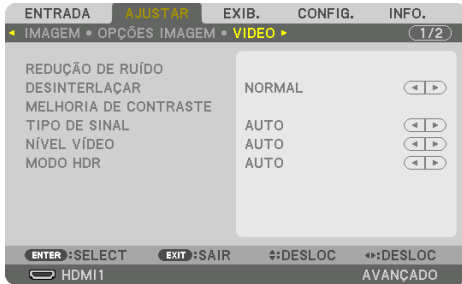 ENTRADA AJUSTAR EXIB. CONFIG. INFO.
◂ IMAGEM • OPÇÕES IMAGEM • VIDEO ▸ 1/2
REDUÇÃO DE RUÍDO
DESINTERLAÇAR NORMAL
MELHORIA DE CONTRASTE
TIPO DE SINAL AUTO
NÍVEL VÍDEO AUTO
MODO HDR AUTO
ENTER :SELECT EXIT :SAIR :DESLOC :DESLOC
HDMI1 AVANÇADO